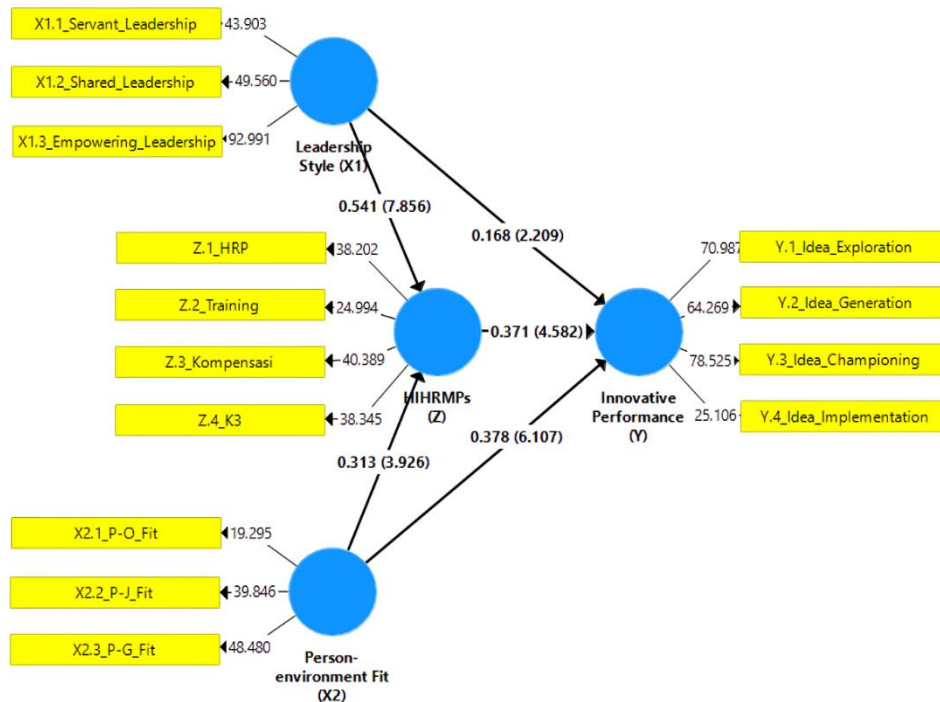 X1.1_Servant_Leadership
43.903
X1.2_Shared_Leadership
49.560
X1.3_Empowering_Leadership
92.991
Leadership
Style (X1)
0.541 (7.856)
0.168 (2.209)
Z.1_HRP
38.202
Z.2_Training
24.994
Z.3_Kompensasi
40.389
Z.4_K3
38.345
HIHRMPs
(Z)
0.371 (4.582)
70.987
Y.1_Idea_Exploration
64.269
Y.2_Idea_Generation
78.525
Y.3_Idea_Championing
25.106
Y.4_Idea_Implementation
Innovative
Performance
(Y)
0.313 (3.926)
0.378 (6.107)
X2.1_P-O_Fit
19.295
X2.2_P-J_Fit
39.846
X2.3_P-G_Fit
48.480
Person-
environment Fit
(X2)